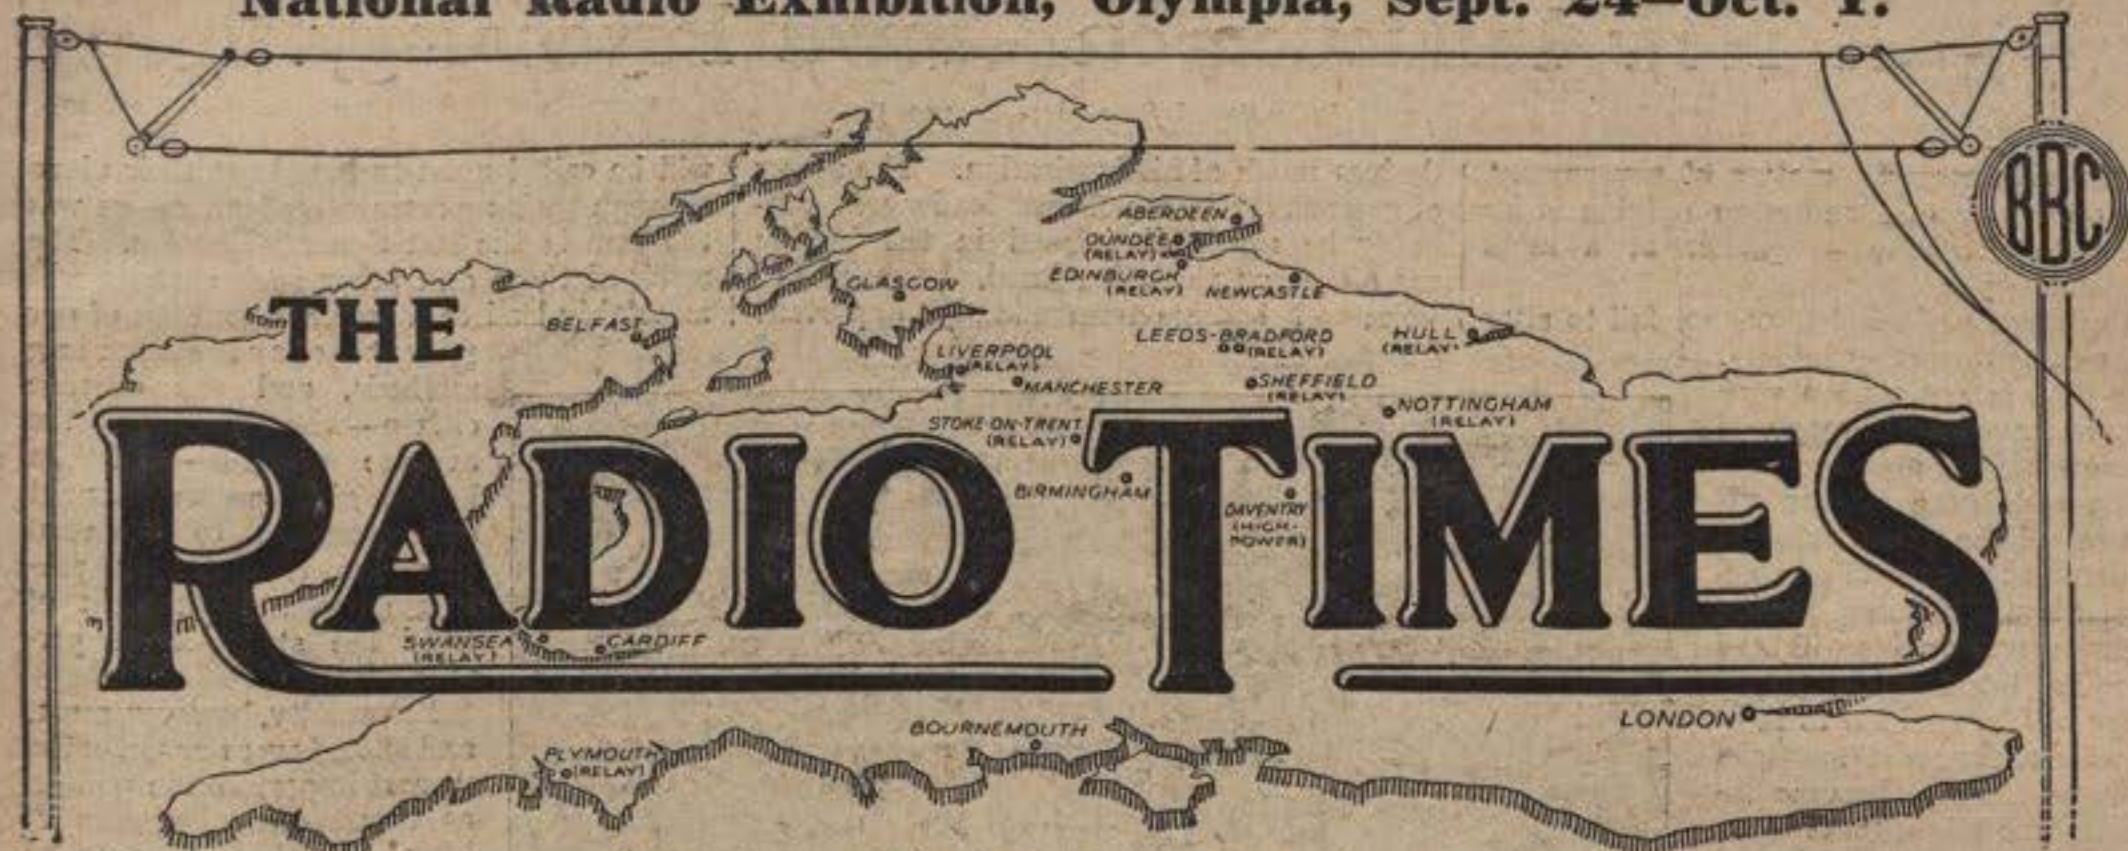 National Radio Exhibition, Olympia, Sept. 24—Oct. 1.
BBC
ABERDEEN
DUNDEE
(RELAY)
EDINBURGH
(RELAY)
NEWCASTLE
GLASGOW
THE
BELFAST
LEEDS-BRADFORD
(RELAY)
HULL
(RELAY)
LIVERPOOL
(RELAY)
MANCHESTER
SHEFFIELD
(RELAY)
NOTTINGHAM
(RELAY)
STOKE-ON-TRENT
(RELAY)
RADIO TIMES
BIRMINGHAM
DAVENTRY
(HIGH-
POWER)
SWANSEA
(RELAY)
CARDIFF
LONDON
BOURNEMOUTH
PLYMOUTH
(RELAY)